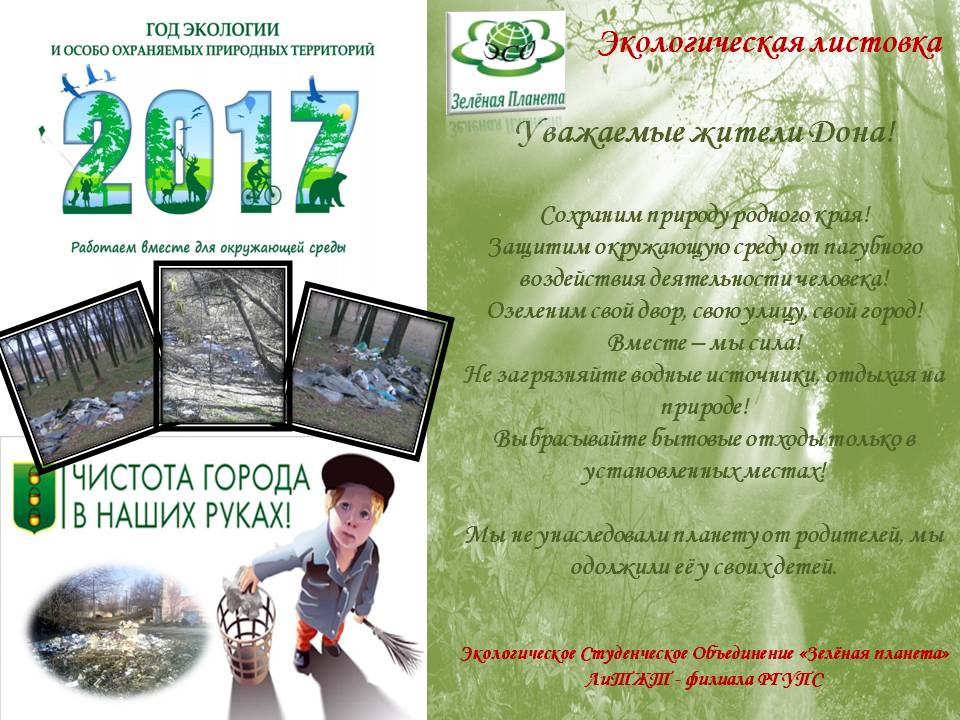 ГОД ЭКОЛОГИИ
И ОСОБО ОХРАНЯЕМЫХ ПРИРОДНЫХ ТЕРРИТОРИЙ
2017
Работаем вместе для окружающей среды
ЧИСТОТА ГОРОДА
В НАШИХ РУКАХ!
ЭСО
Зелёная Планета
Экологическая листовка
Уважаемые жители Дона!
Сохраним природу родного края!
Защитим окружающую среду от пагубного
воздействия деятельности человека!
Озеленим свой двор, свою улицу, свой город!
Вместе – мы сила!
Не загрязняйте водные источники, отдыхая на
природе!
Выбрасывайте бытовые отходы только в
установленных местах!
Мы не унаследовали планету от родителей, мы
одолжили её у своих детей.
Экологическое Студенческое Объединение «Зелёная планета»
ЛиТЖТ - филиала РГУПС